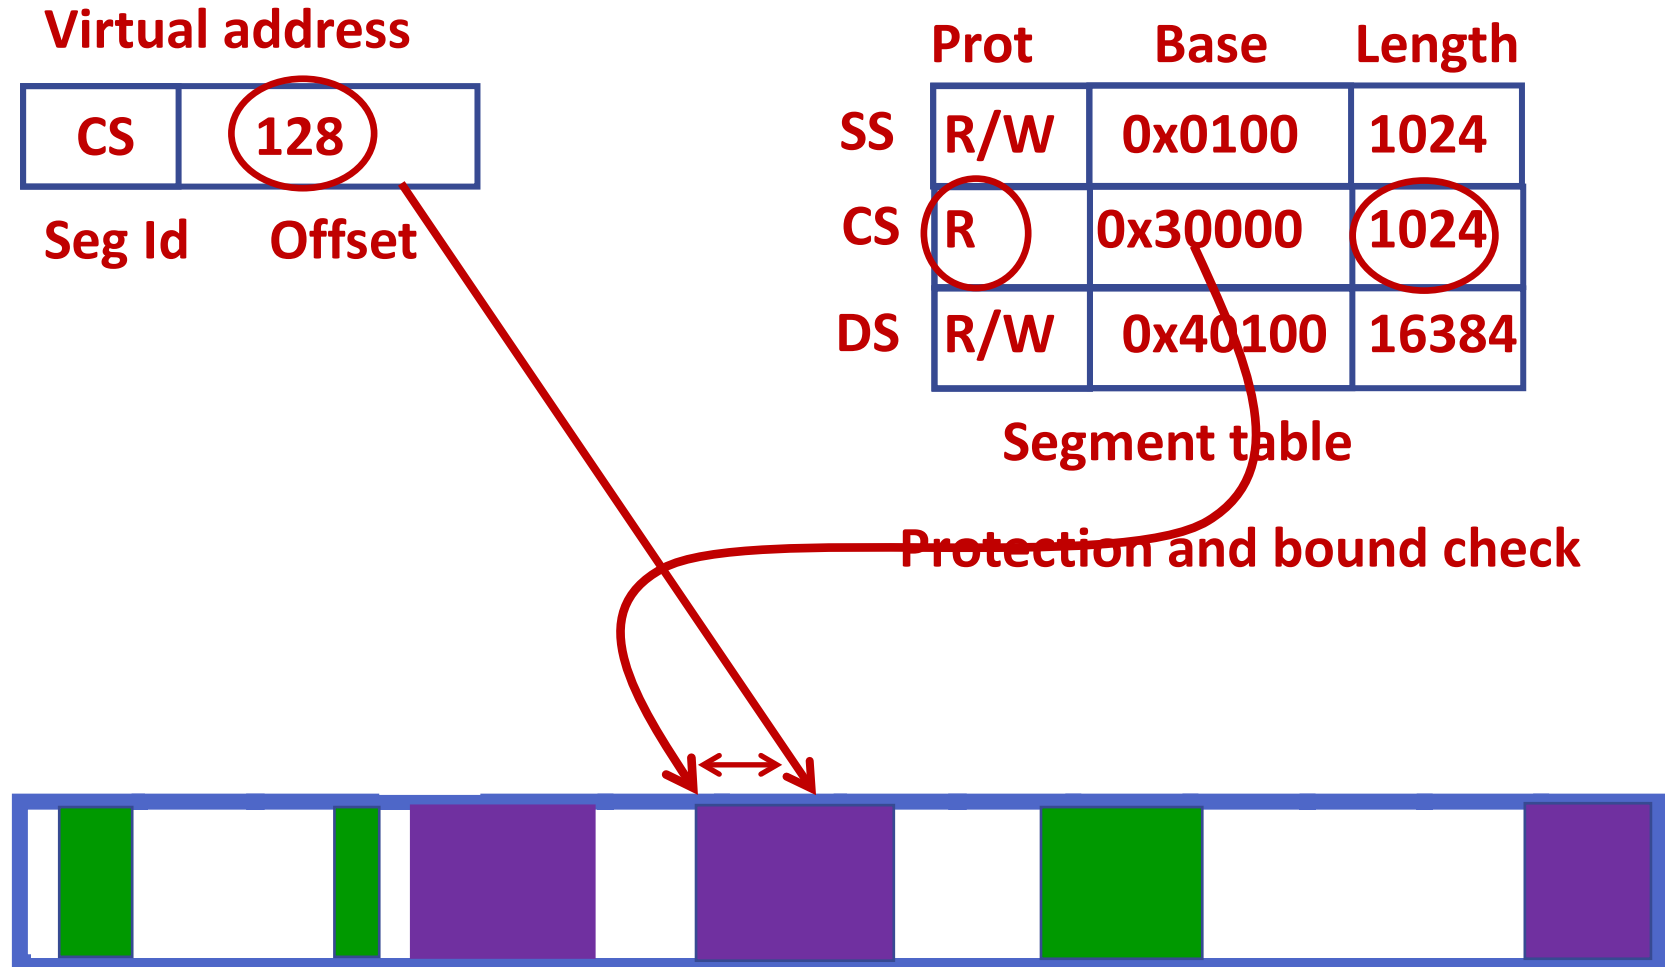 Virtual address
CS 128
Seg Id Offset
Prot Base Length
SS R/W 0x0100 1024
CS R 0x30000 1024
DS R/W 0x40100 16384
Segment table
Protection and bound check